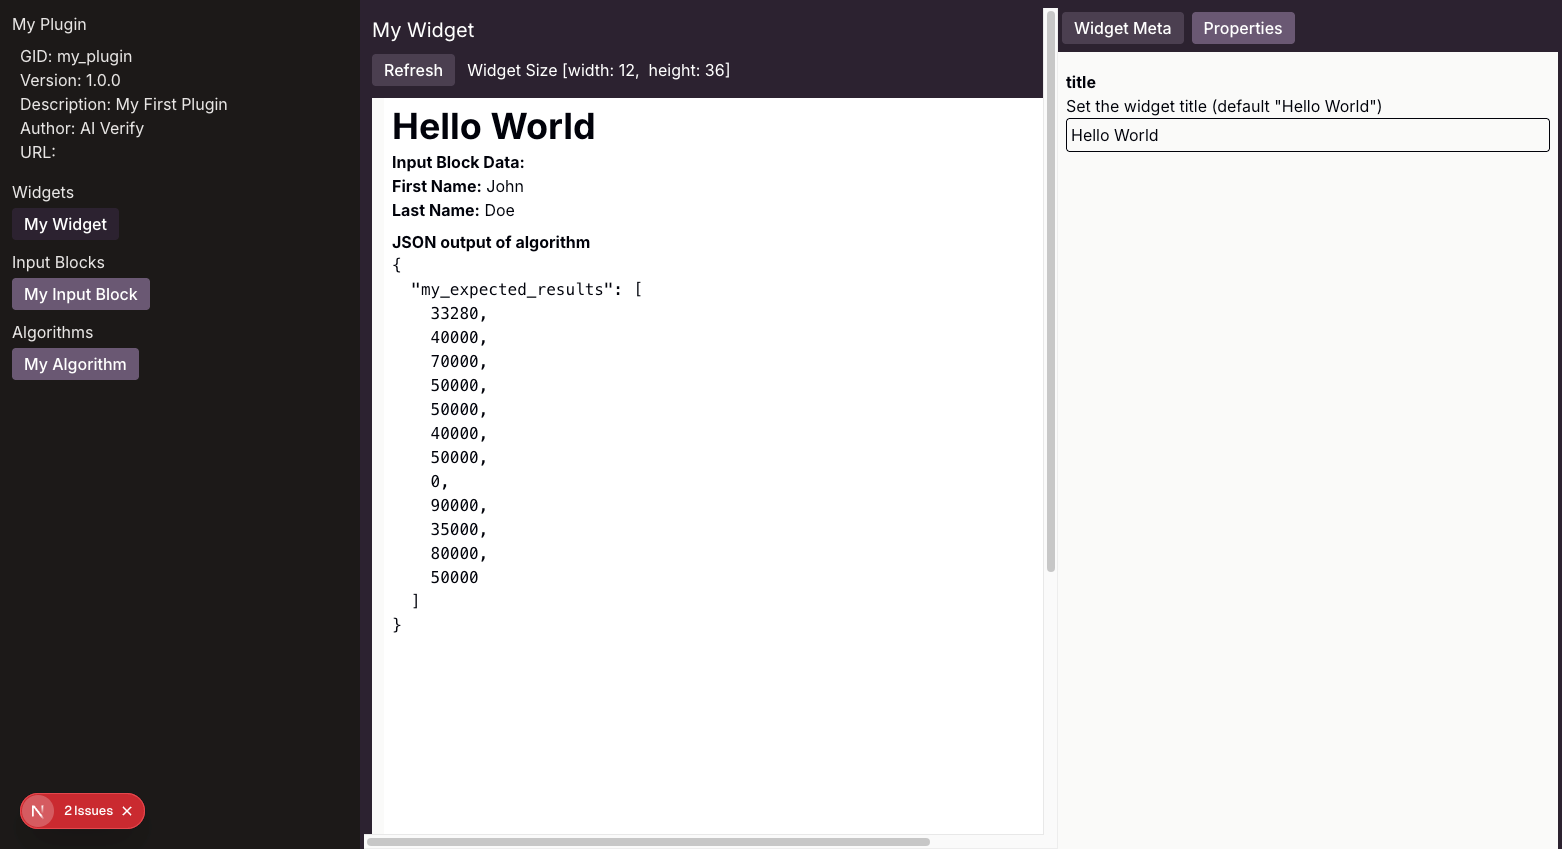 My Plugin
GID: my_plugin
Version: 1.0.0
Description: My First Plugin
Author: AI Verify
URL:
Widgets
My Widget
Input Blocks
My Input Block
Algorithms
My Algorithm
N 2 Issues ×
My Widget
Refresh Widget Size [width: 12, height: 36]
Hello World
Input Block Data:
First Name: John
Last Name: Doe
JSON output of algorithm
{
  "my_expected_results": [
    33280,
    40000,
    70000,
    50000,
    50000,
    40000,
    50000,
    0,
    90000,
    35000,
    80000,
    50000
  ]
}
Widget Meta Properties
title
Set the widget title (default "Hello World")
Hello World